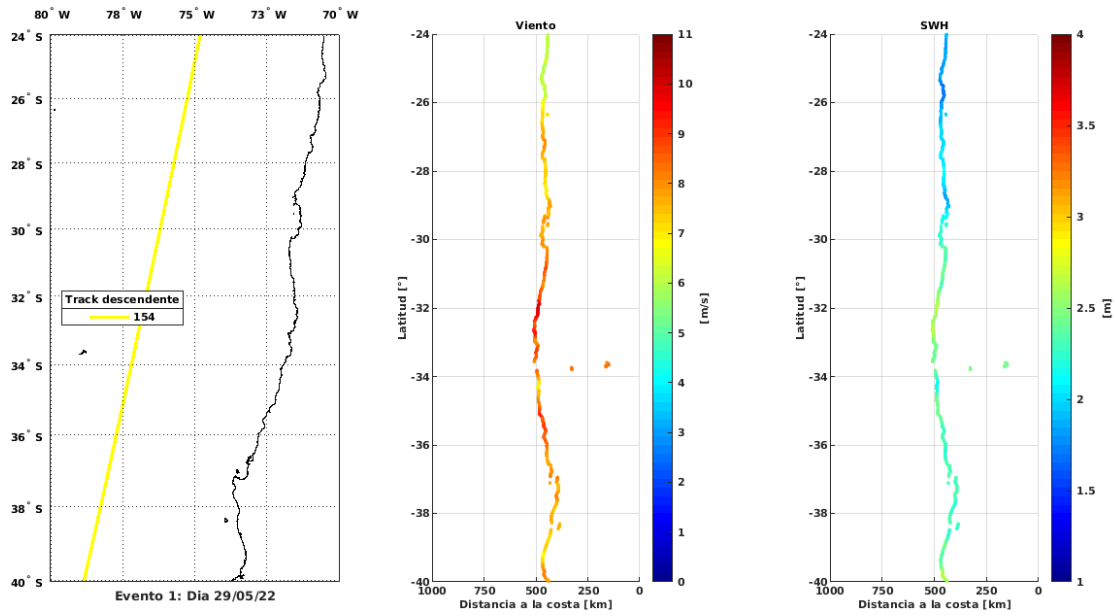 80° W 78° W 75° W 73° W 70° W
24° S
26° S
28° S
30° S
32° S
34° S
36° S
38° S
40° S
Track descendente
154
Evento 1: Dia 29/05/22
Viento
Latitud [°]
-24
-26
-28
-30
-32
-34
-36
-38
-40
1000 750 500 250 0
Distancia a la costa [km]
11
10
9
8
7
6
5
4
3
2
1
0
[m/s]
SWH
Latitud [°]
-24
-26
-28
-30
-32
-34
-36
-38
-40
1000 750 500 250 0
Distancia a la costa [km]
4
3.5
3
2.5
2
1.5
1
[m]